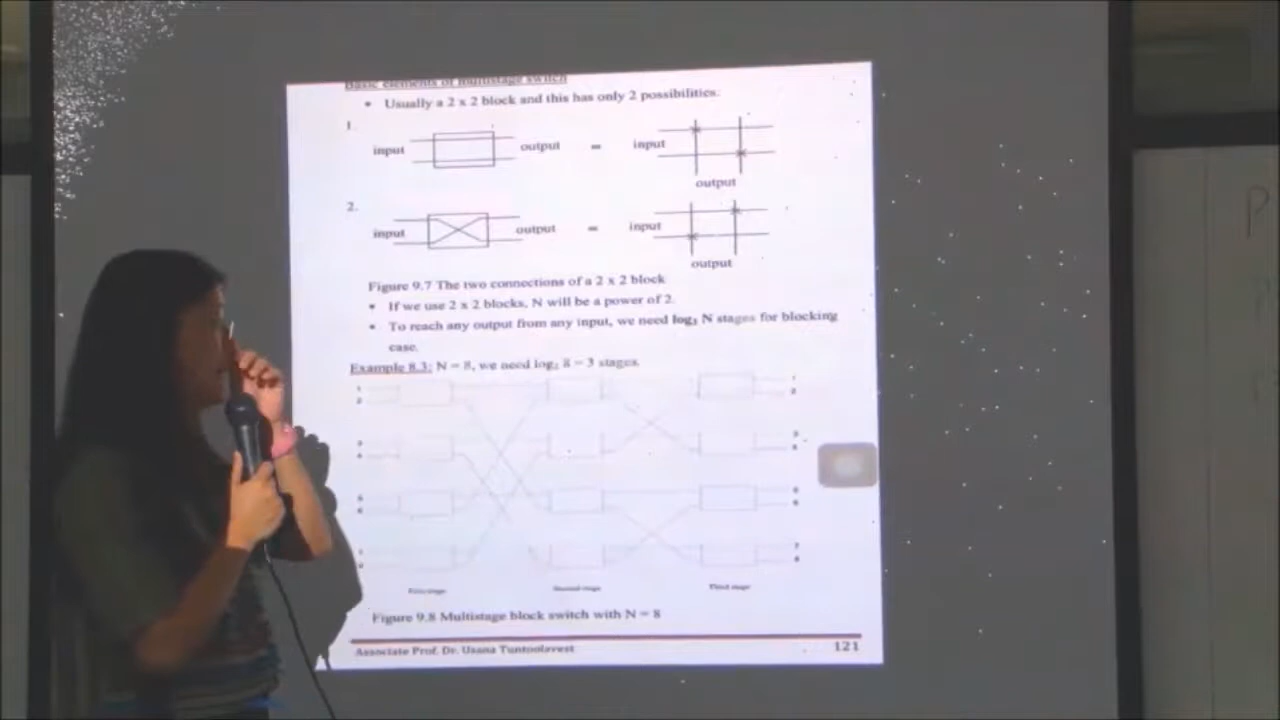 Basic elements of multistage switch
• Usually a 2 x 2 block and this has only 2 possibilities.
1.
input output = input
output
2.
input output = input
output
Figure 9.7 The two connections of a 2 x 2 block
• If we use 2 x 2 blocks, N will be a power of 2.
• To reach any output from any input, we need log₂ N stages for blocking
case.
Example 8.3: N = 8, we need log₂ 8 = 3 stages.
First stage Second stage Third stage
Figure 9.8 Multistage block switch with N = 8
Associate Prof. Dr. Usana Tuntoolavest 121
P